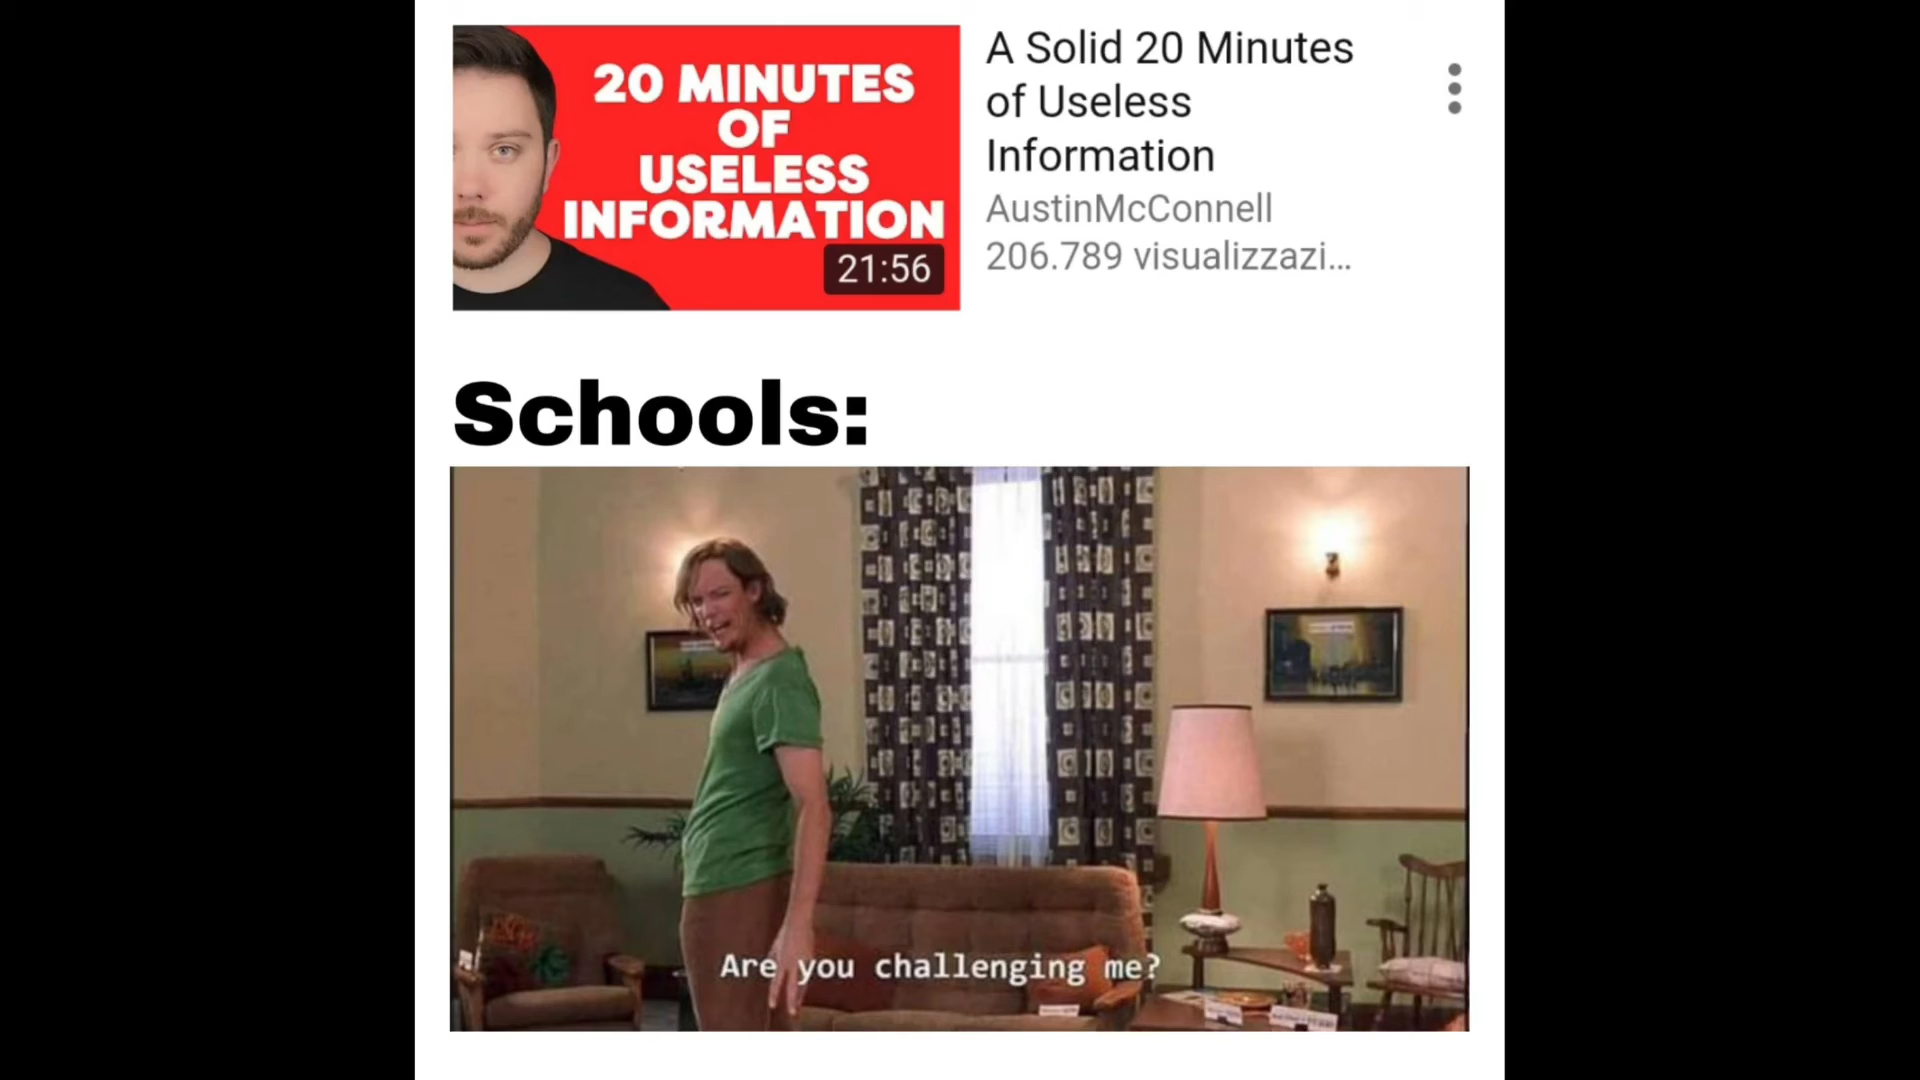 20 MINUTES
OF
USELESS
INFORMATION
21:56
A Solid 20 Minutes
of Useless
Information
AustinMcConnell
206.789 visualizzazi...
Schools:
Are you challenging me?